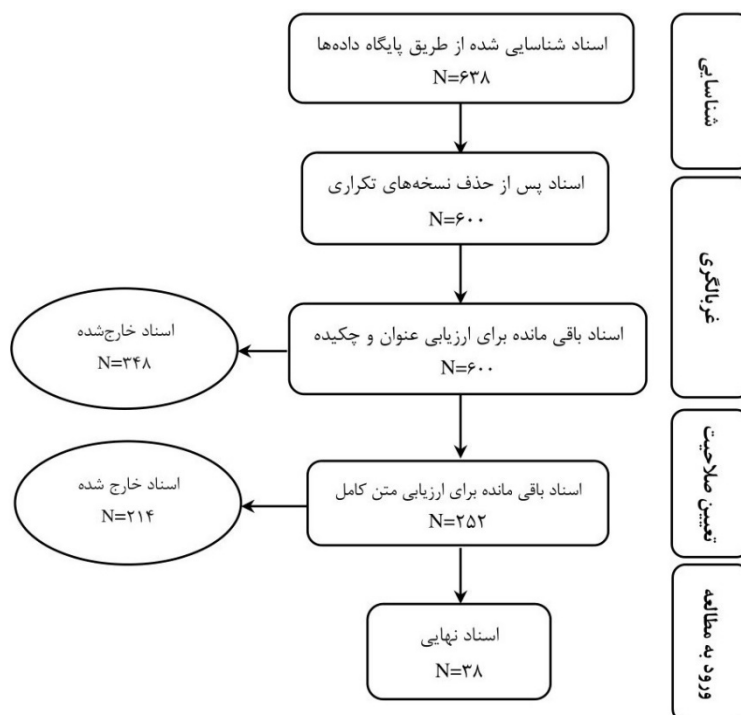 شناسایی
اسناد شناسایی شده از طریق پایگاه داده‌ها
N=۶۳۸
غربالگری
اسناد پس از حذف نسخه‌های تکراری
N=۶۰۰
اسناد باقی مانده برای ارزیابی عنوان و چکیده
N=۶۰۰
اسناد خارج‌شده
N=۳۴۸
تعیین صلاحیت
اسناد باقی مانده برای ارزیابی متن کامل
N=۲۵۲
اسناد خارج شده
N=۲۱۴
ورود به مطالعه
اسناد نهایی
N=۳۸